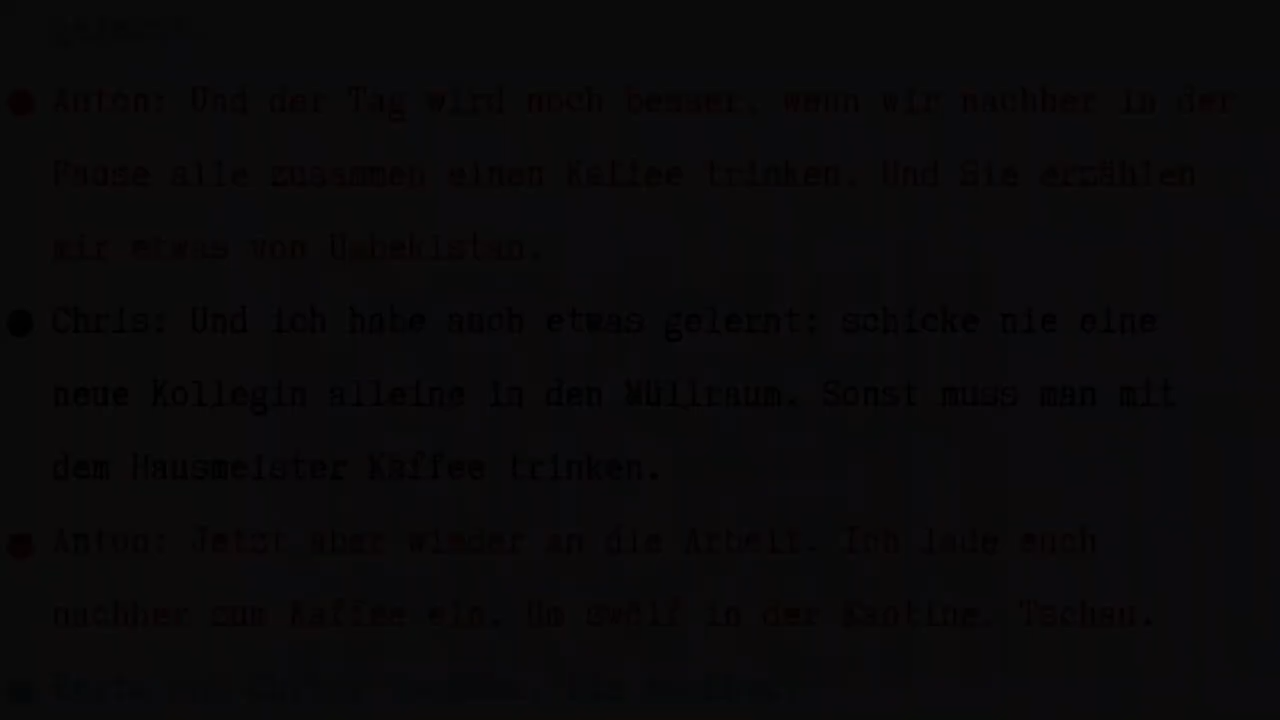 Anton: Und der Tag wird noch besser, wenn wir nachher in der
Pause alle zusammen einen Kaffee trinken. Und Sie erzählen
mir etwas von Usbekistan.
Chris: Und ich habe auch etwas gelernt: schicke nie eine
neue Kollegin alleine in den Müllraum. Sonst muss man mit
dem Hausmeister Kaffee trinken.
Anton: Jetzt aber wieder an die Arbeit. Ich lade euch
nachher zum Kaffee ein. Um zwölf in der Kantine. Tschau.